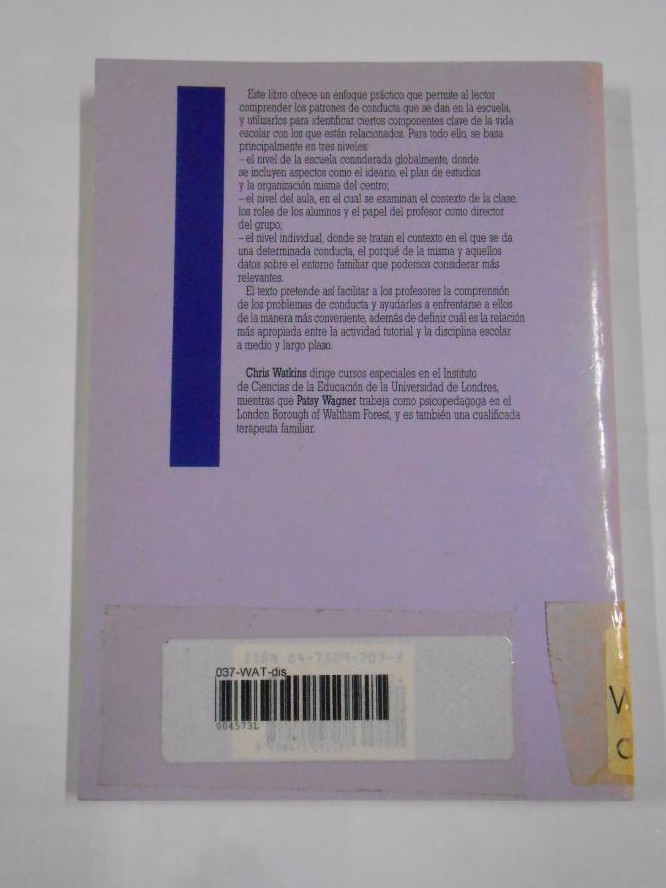 Este libro ofrece un enfoque práctico que permite al lector
comprender los patrones de conducta que se dan en la escuela,
y utilizarlos para identificar ciertos componentes clave de la vida
escolar con los que están relacionados. Para todo ello, se basa
principalmente en tres niveles:
—el nivel de la escuela considerada globalmente, donde
se incluyen aspectos como el ideario, el plan de estudios
y la organización misma del centro;
—el nivel del aula, en el cual se examinan el contexto de la clase,
los roles de los alumnos y el papel del profesor como director
del grupo;
—el nivel individual, donde se tratan el contexto en el que se da
una determinada conducta, el porqué de la misma y aquellos
datos sobre el entorno familiar que podemos considerar más
relevantes.
El texto pretende así facilitar a los profesores la comprensión
de los problemas de conducta y ayudarles a enfrentarse a ellos
de la manera más conveniente, además de definir cuál es la relación
más apropiada entre la actividad tutorial y la disciplina escolar
a medio y largo plazo.
Chris Watkins dirige cursos especiales en el Instituto
de Ciencias de la Educación de la Universidad de Londres,
mientras que Patsy Wagner trabaja como psicopedagoga en el
London Borough of Waltham Forest, y es también una cualificada
terapeuta familiar.
ISBN 84-7509-707-3
037-WAT-dis
004573L